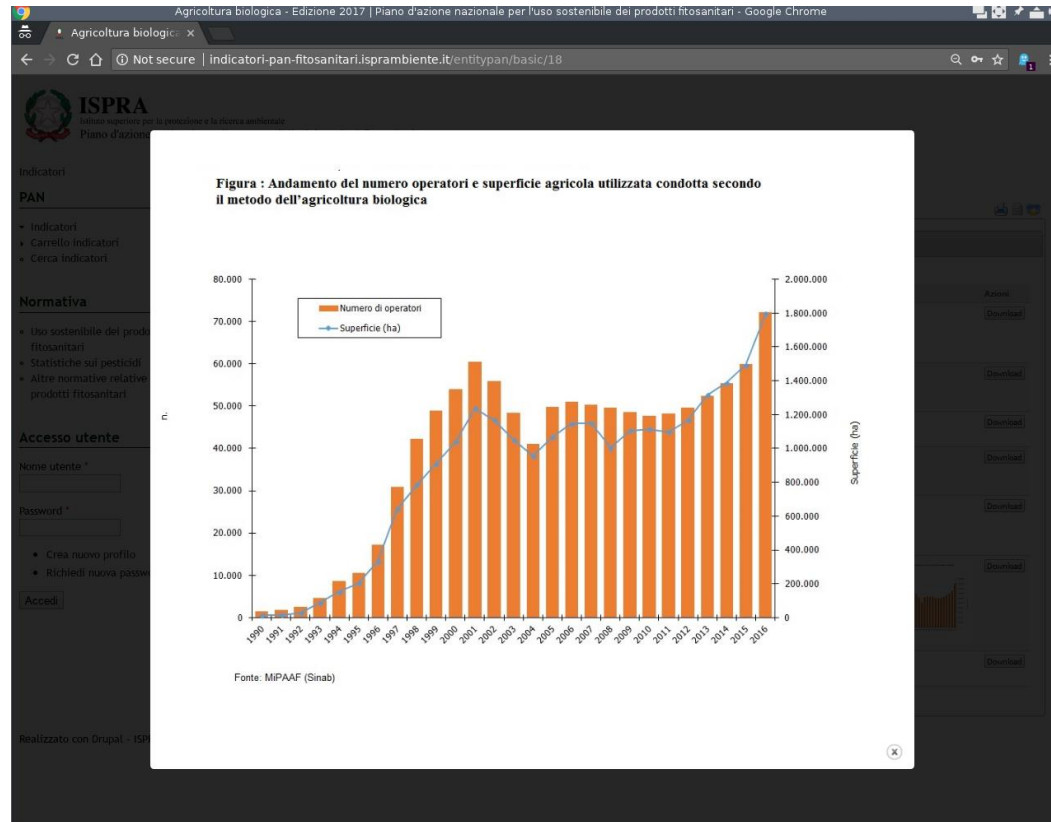 Agricoltura biologica - Edizione 2017 | Piano d'azione nazionale per l'uso sostenibile dei prodotti fitosanitari - Google Chrome
Agricoltura biologica
Not secure | indicatori-pan-fitosanitari.isprambiente.it/entitypan/basic/18
1
ISPRA
Istituto superiore per la protezione e la ricerca ambientale
Piano d'azione
Indicatori
PAN
Indicatori
Carrello indicatori
Cerca indicatori
Normativa
Uso sostenibile dei prodo
fitosanitari
Statistiche sui pesticidi
Altre normative relative
prodotti fitosanitari
Accesso utente
Nome utente *
Password *
Crea nuovo profilo
Richiedi nuova passw
Accedi
Realizzato con Drupal - ISP
Figura : Andamento del numero operatori e superficie agricola utilizzata condotta secondo
il metodo dell'agricoltura biologica
Numero di operatori
Superficie (ha)
80.000
70.000
60.000
50.000
40.000
30.000
20.000
10.000
0
n.
2.000.000
1.800.000
1.600.000
1.400.000
1.200.000
1.000.000
800.000
600.000
400.000
200.000
0
Superficie (ha)
1990 1991 1992 1993 1994 1995 1996 1997 1998 1999 2000 2001 2002 2003 2004 2005 2006 2007 2008 2009 2010 2011 2012 2013 2014 2015 2016
Fonte: MiPAAF (Sinab)
x
Azioni
Download
Download
Download
Download
Download
Download
Download